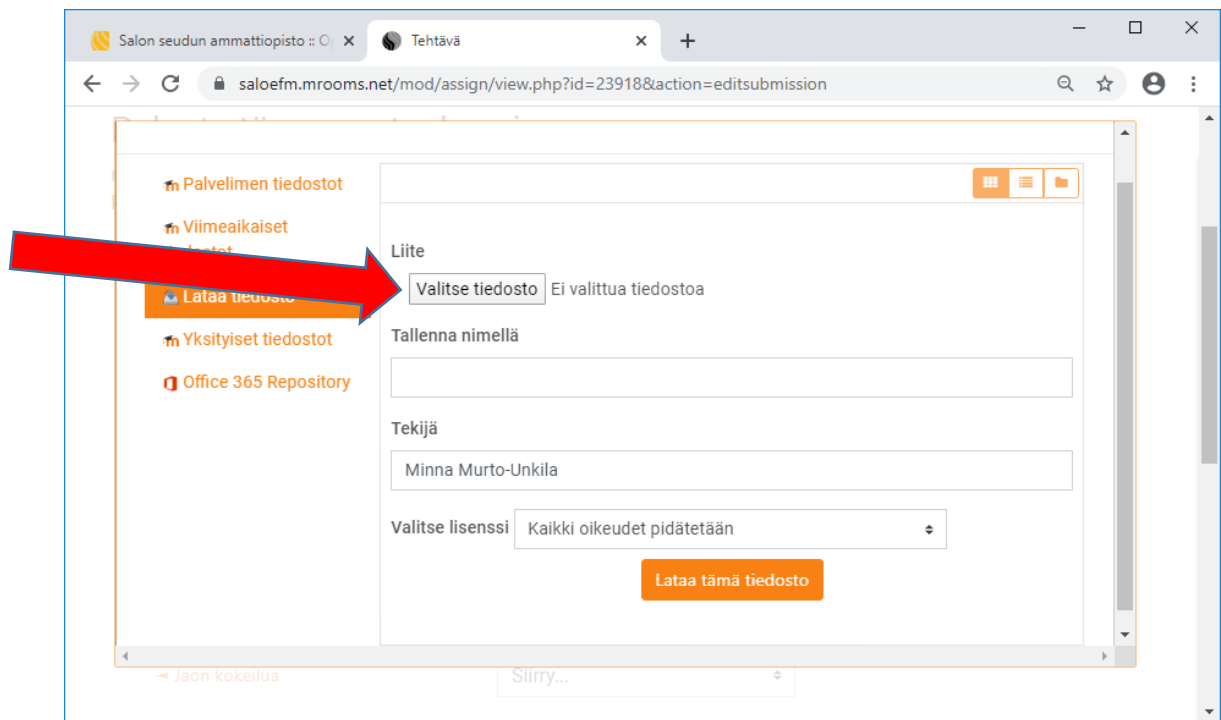 Salon seudun ammattiopisto :: O
Tehtävä
saloefm.mrooms.net/mod/assign/view.php?id=23918&action=editsubmission
Palvelimen tiedostot
Viimeaikaiset
Lataa tiedosto
Yksityiset tiedostot
Office 365 Repository
Liite
Valitse tiedosto Ei valittua tiedostoa
Tallenna nimellä
Tekijä
Minna Murto-Unkila
Valitse lisenssi Kaikki oikeudet pidätetään
Lataa tämä tiedosto
Jaon kokeilua
Siirry...